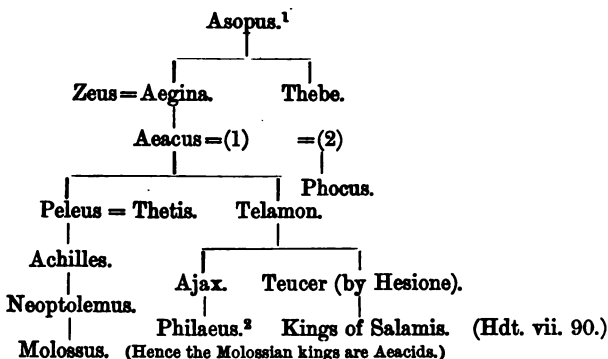 Asopus.¹
Zeus = Aegina. Thebe.
Aeacus = (1) = (2)
Phocus.
Peleus = Thetis. Telamon.
Achilles.
Ajax. Teucer (by Hesione).
Neoptolemus.
Philaeus.² Kings of Salamis. (Hdt. vii. 90.)
Molossus. (Hence the Molossian kings are Aeacids.)